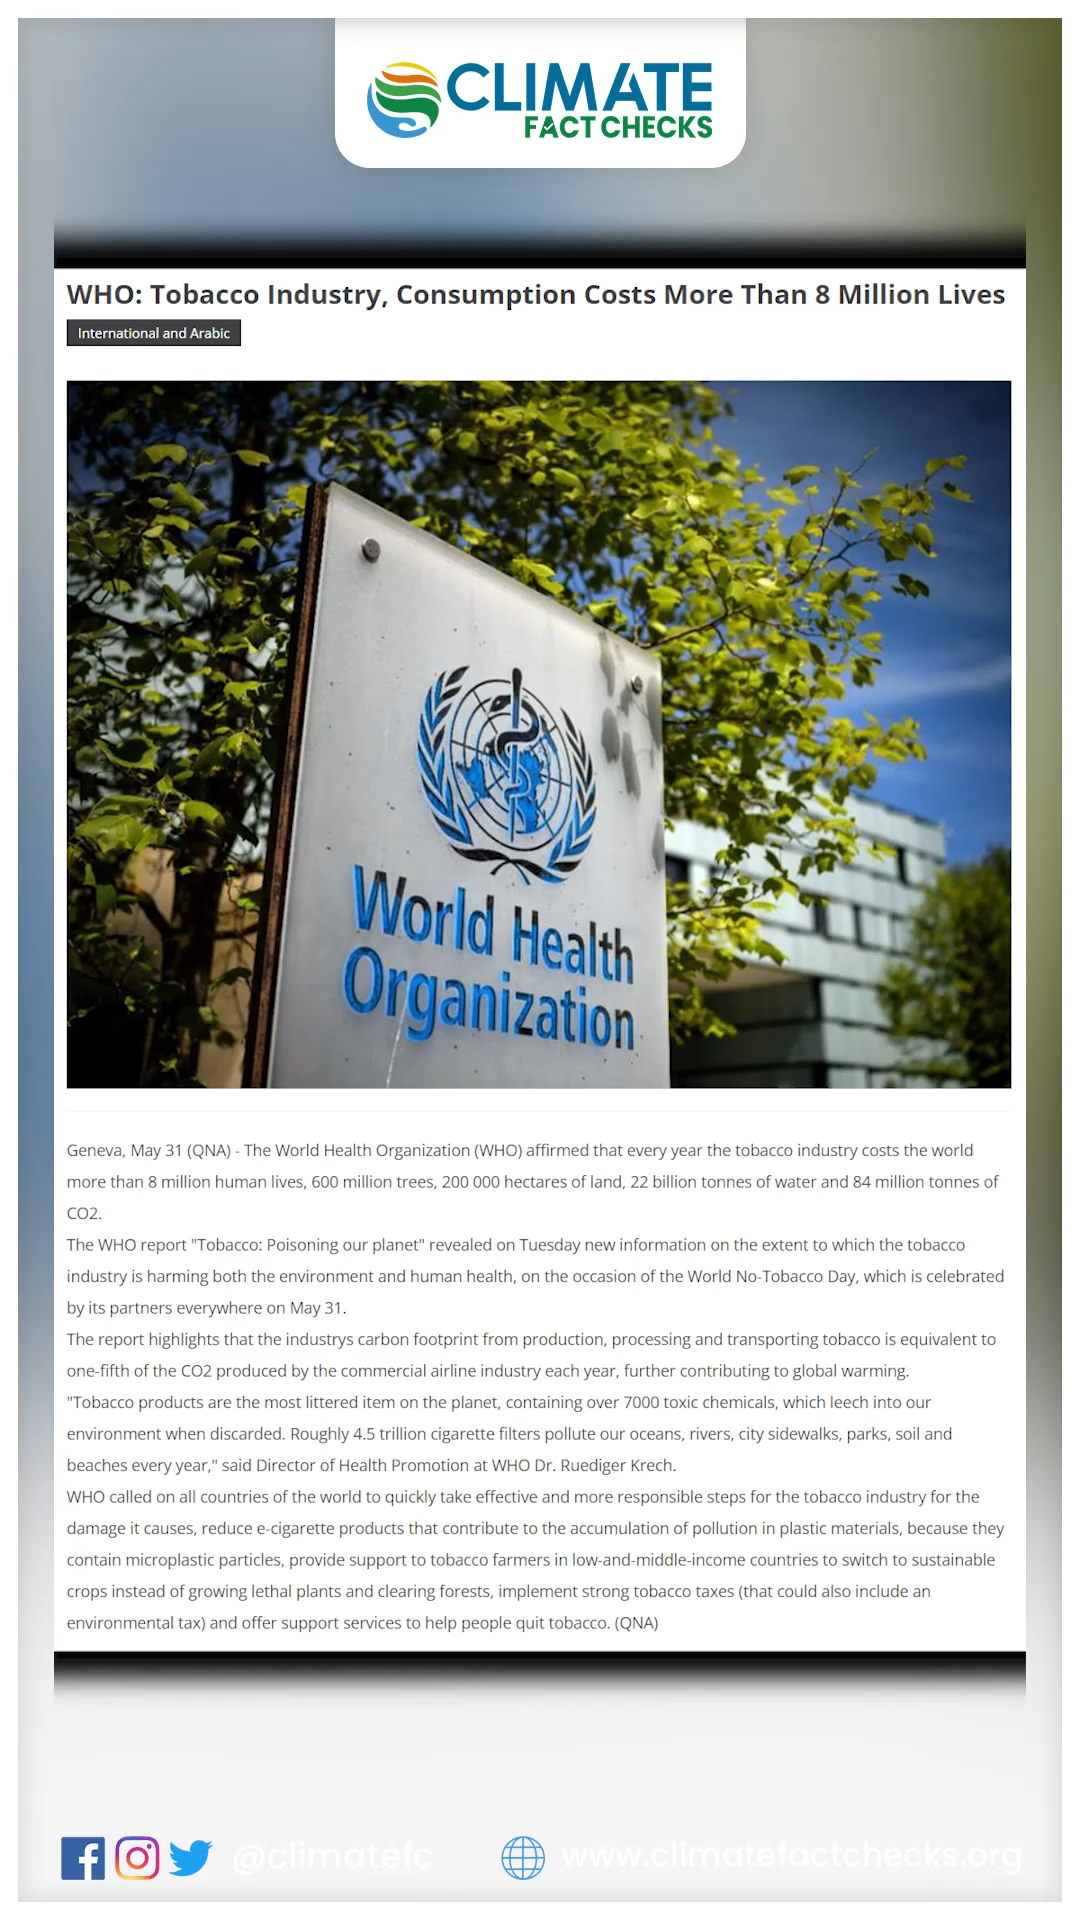 CLIMATE
FACT CHECKS
WHO: Tobacco Industry, Consumption Costs More Than 8 Million Lives
International and Arabic
World Health
Organization
Geneva, May 31 (QNA) - The World Health Organization (WHO) affirmed that every year the tobacco industry costs the world
more than 8 million human lives, 600 million trees, 200 000 hectares of land, 22 billion tonnes of water and 84 million tonnes of
CO2.
The WHO report "Tobacco: Poisoning our planet" revealed on Tuesday new information on the extent to which the tobacco
industry is harming both the environment and human health, on the occasion of the World No-Tobacco Day, which is celebrated
by its partners everywhere on May 31.
The report highlights that the industrys carbon footprint from production, processing and transporting tobacco is equivalent to
one-fifth of the CO2 produced by the commercial airline industry each year, further contributing to global warming.
"Tobacco products are the most littered item on the planet, containing over 7000 toxic chemicals, which leech into our
environment when discarded. Roughly 4.5 trillion cigarette filters pollute our oceans, rivers, city sidewalks, parks, soil and
beaches every year," said Director of Health Promotion at WHO Dr. Ruediger Krech.
WHO called on all countries of the world to quickly take effective and more responsible steps for the tobacco industry for the
damage it causes, reduce e-cigarette products that contribute to the accumulation of pollution in plastic materials, because they
contain microplastic particles, provide support to tobacco farmers in low-and-middle-income countries to switch to sustainable
crops instead of growing lethal plants and clearing forests, implement strong tobacco taxes (that could also include an
environmental tax) and offer support services to help people quit tobacco. (QNA)
@climatefc
www.climatefactchecks.org